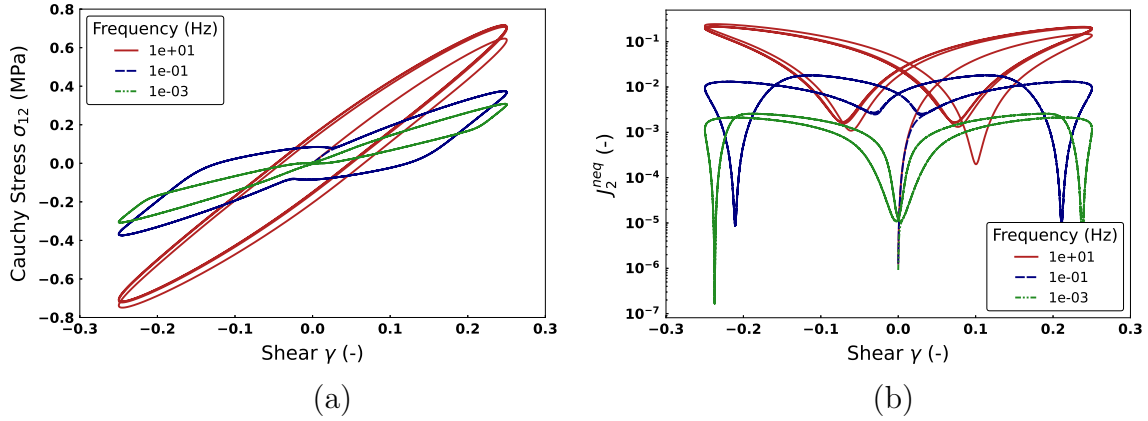 Frequency (Hz)
1e+01
1e-01
1e-03
Cauchy Stress σ12 (MPa)
0.8
0.6
0.4
0.2
0.0
−0.2
−0.4
−0.6
−0.8
−0.3 −0.2 −0.1 0.0 0.1 0.2 0.3
Shear γ (-)
(a)
J2^neq (-)
10^−1
10^−2
10^−3
10^−4
10^−5
10^−6
10^−7
Frequency (Hz)
1e+01
1e-01
1e-03
−0.3 −0.2 −0.1 0.0 0.1 0.2 0.3
Shear γ (-)
(b)